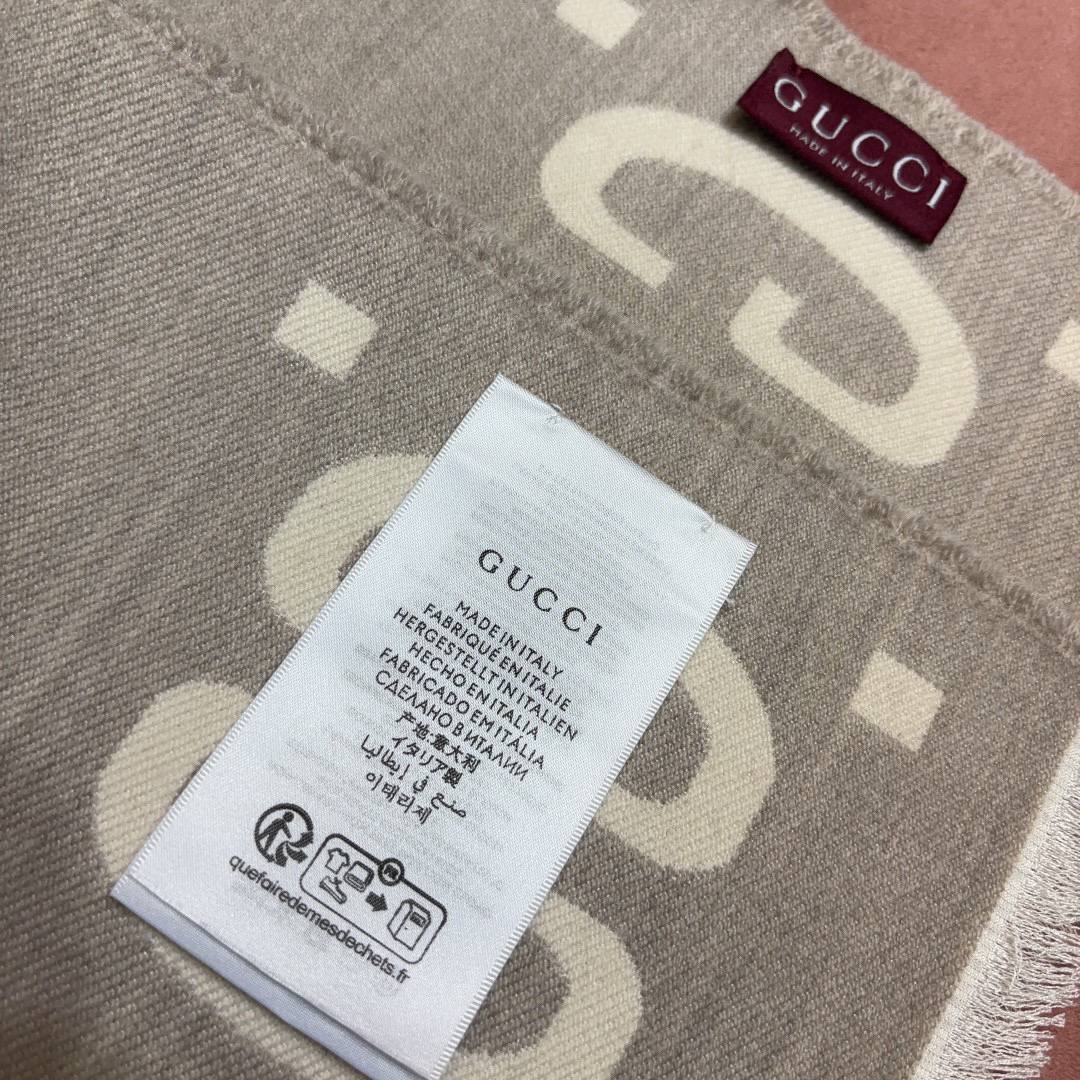 GUCCI
MADE IN ITALY
GUCCI
MADE IN ITALY
FABRIQUÉ EN ITALIE
HERGESTELLT IN ITALIEN
HECHO EN ITALIA
FABRICADO EM ITÁLIA
СДЕЛАНО В ИТАЛИИ
产地:意大利
イタリア製
صنع في إيطاليا
이태리제
FR
quefairedemesdechets.fr